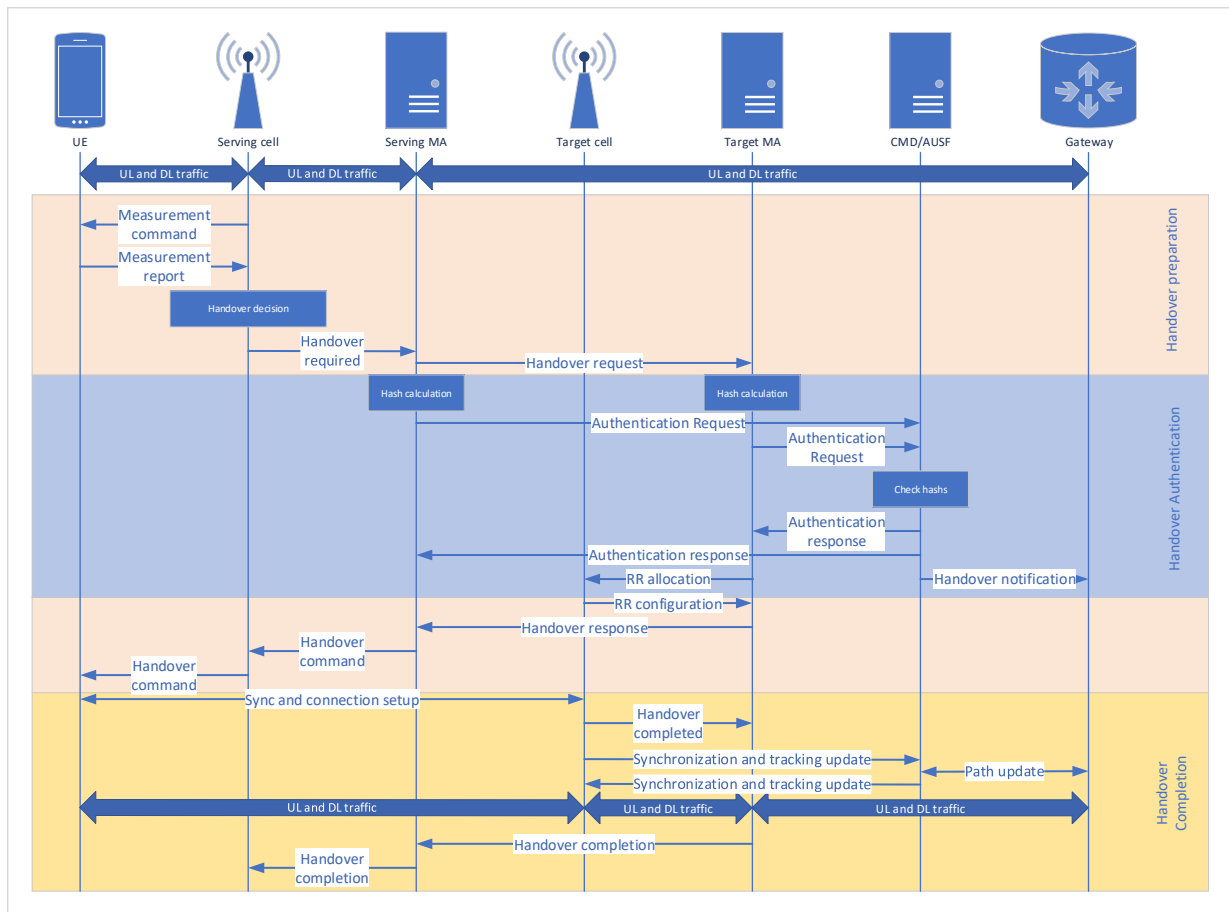 UE
Serving cell
Serving MA
Target cell
Target MA
CMD/AUSF
Gateway
UL and DL traffic
UL and DL traffic
UL and DL traffic
Handover preparation
Measurement
command
Measurement
report
Handover decision
Handover
required
Handover request
Handover Authentication
Hash calculation
Hash calculation
Authentication Request
Authentication
Request
Check hashs
Authentication
response
Authentication response
RR allocation
Handover notification
RR configuration
Handover response
Handover
command
Handover
command
Sync and connection setup
Handover
Completion
Handover
completed
Synchronization and tracking update
Path update
Synchronization and tracking update
UL and DL traffic
UL and DL traffic
UL and DL traffic
Handover completion
Handover
completion